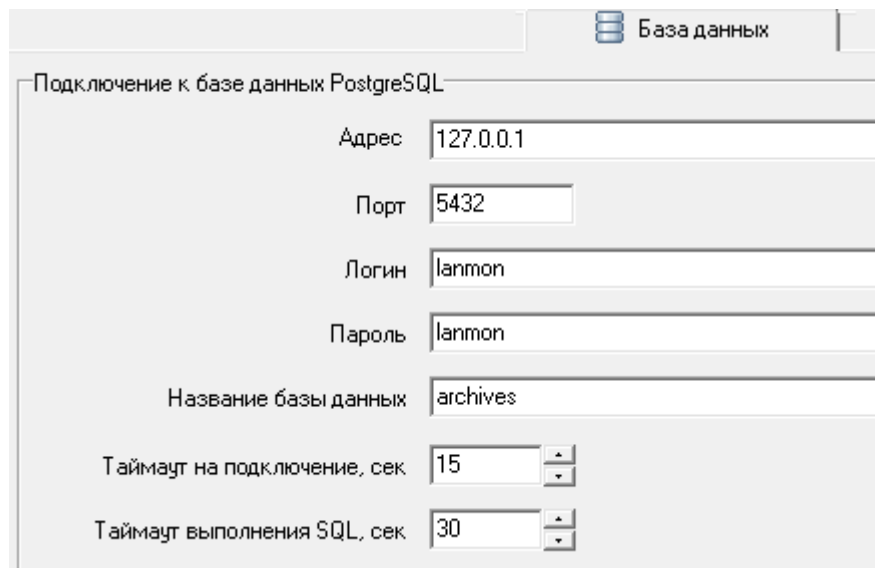 База данных
Подключение к базе данных PostgreSQL
Адрес 127.0.0.1
Порт 5432
Логин lanmon
Пароль lanmon
Название базы данных archives
Таймаут на подключение, сек 15
Таймаут выполнения SQL, сек 30